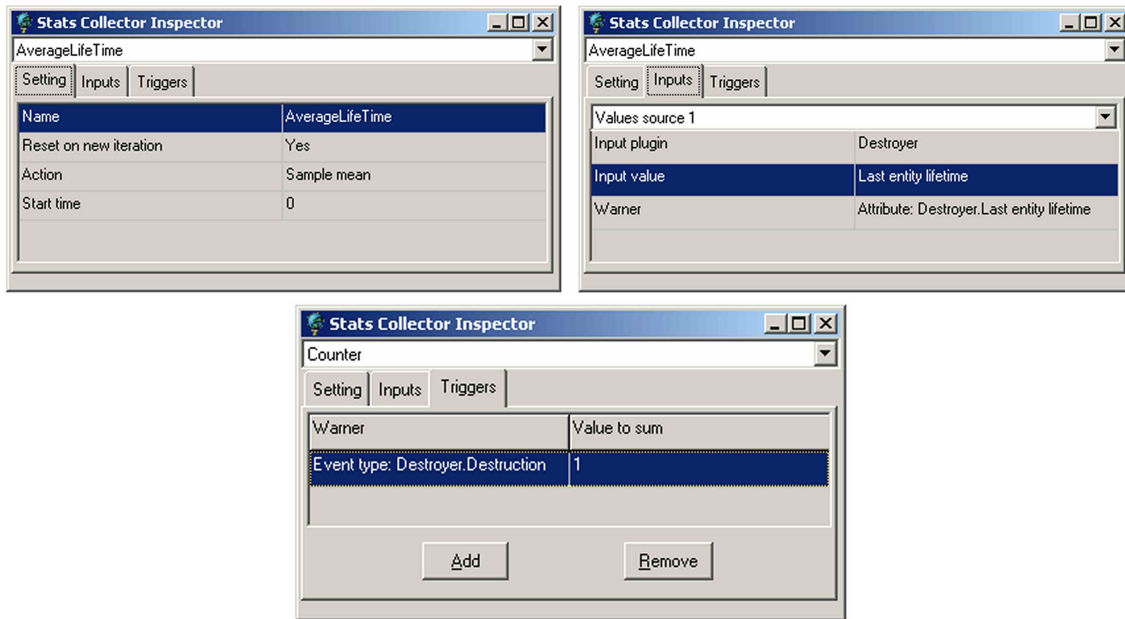 Stats Collector Inspector
AverageLifeTime
Setting Inputs Triggers
Name AverageLifeTime
Reset on new iteration Yes
Action Sample mean
Start time 0
Stats Collector Inspector
AverageLifeTime
Setting Inputs Triggers
Values source 1
Input plugin Destroyer
Input value Last entity lifetime
Warner Attribute: Destroyer.Last entity lifetime
Stats Collector Inspector
Counter
Setting Inputs Triggers
Warner Value to sum
Event type: Destroyer.Destruction 1
Add Remove